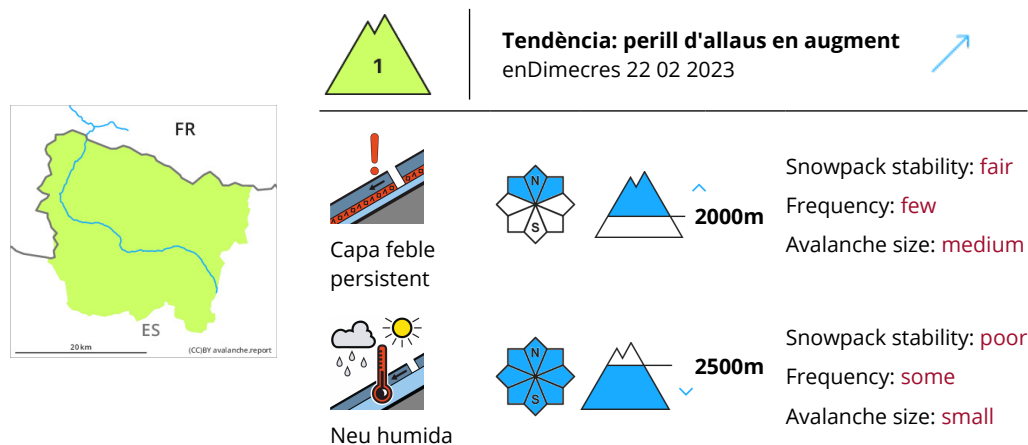 1
Tendència: perill d'allaus en augment
enDimecres 22 02 2023
FR
ES
20 km
(CC)BY avalanche.report
Capa feble
persistent
N
S
2000m
Snowpack stability: fair
Frequency: few
Avalanche size: medium
Neu humida
N
S
2500m
Snowpack stability: poor
Frequency: some
Avalanche size: small